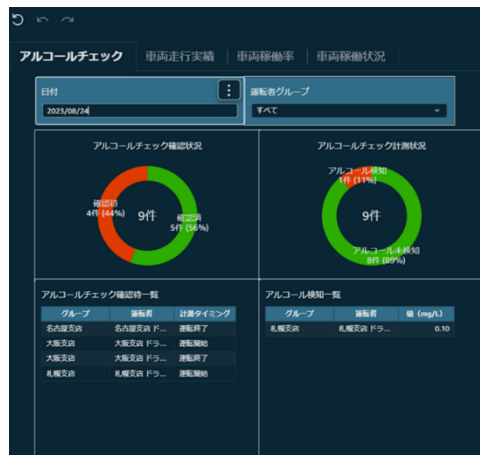 アルコールチェック 車両走行実績 車両稼働率 車両稼働状況
日付 運転者グループ
2023/08/24 すべて
アルコールチェック確認状況 アルコールチェック計測状況
アルコール検知
1件 (11%)
確認待
4件 (44%) 9件 確認済
5件 (56%)
9件
アルコール未検知
8件 (89%)
アルコールチェック確認待一覧 アルコール検知一覧
グループ 運転者 計測タイミング グループ 運転者 値 (mg/L)
名古屋支店 名古屋支店 ド... 運転終了 札幌支店 札幌支店 ドラ... 0.10
大阪支店 大阪支店 ドラ... 運転開始
大阪支店 大阪支店 ドラ... 運転終了
札幌支店 札幌支店 ドラ... 運転開始